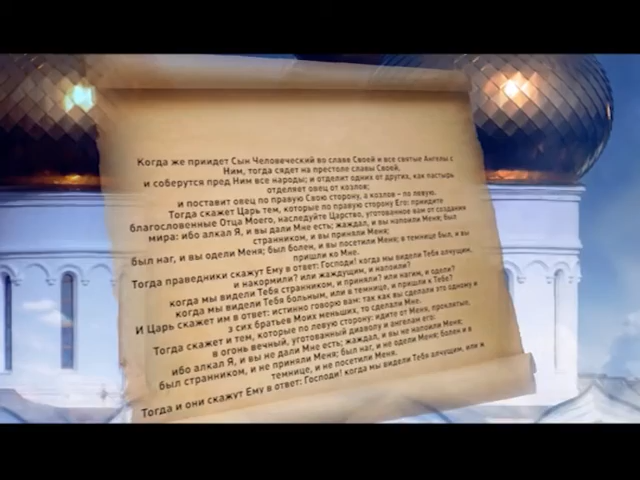 Когда же приидет Сын Человеческий во славе Своей и все святые Ангелы с
Ним, тогда сядет на престоле славы Своей,
и соберутся пред Ним все народы; и отделит одних от других, как пастырь
отделяет овец от козлов;
и поставит овец по правую Свою сторону, а козлов – по левую.
Тогда скажет Царь тем, которые по правую сторону Его: приидите
благословенные Отца Моего, наследуйте Царство, уготованное вам от создания
мира: ибо алкал Я, и вы дали Мне есть; жаждал, и вы напоили Меня; был
странником, и вы приняли Меня;
был наг, и вы одели Меня; был болен, и вы посетили Меня; в темнице был, и вы
пришли ко Мне.
Тогда праведники скажут Ему в ответ: Господи! когда мы видели Тебя алчущим,
и накормили? или жаждущим, и напоили?
когда мы видели Тебя странником, и приняли? или нагим, и одели?
когда мы видели Тебя больным, или в темнице, и пришли к Тебе?
И Царь скажет им в ответ: истинно говорю вам: так как вы сделали это одному и
з сих братьев Моих меньших, то сделали Мне.
Тогда скажет и тем, которые по левую сторону: идите от Меня, проклятые,
в огонь вечный, уготованный диаволу и ангелам его:
ибо алкал Я, и вы не дали Мне есть; жаждал, и вы не напоили Меня;
был странником, и не приняли Меня; был наг, и не одели Меня; болен и в
темнице, и не посетили Меня.
Тогда и они скажут Ему в ответ: Господи! когда мы видели Тебя алчущим, или ж